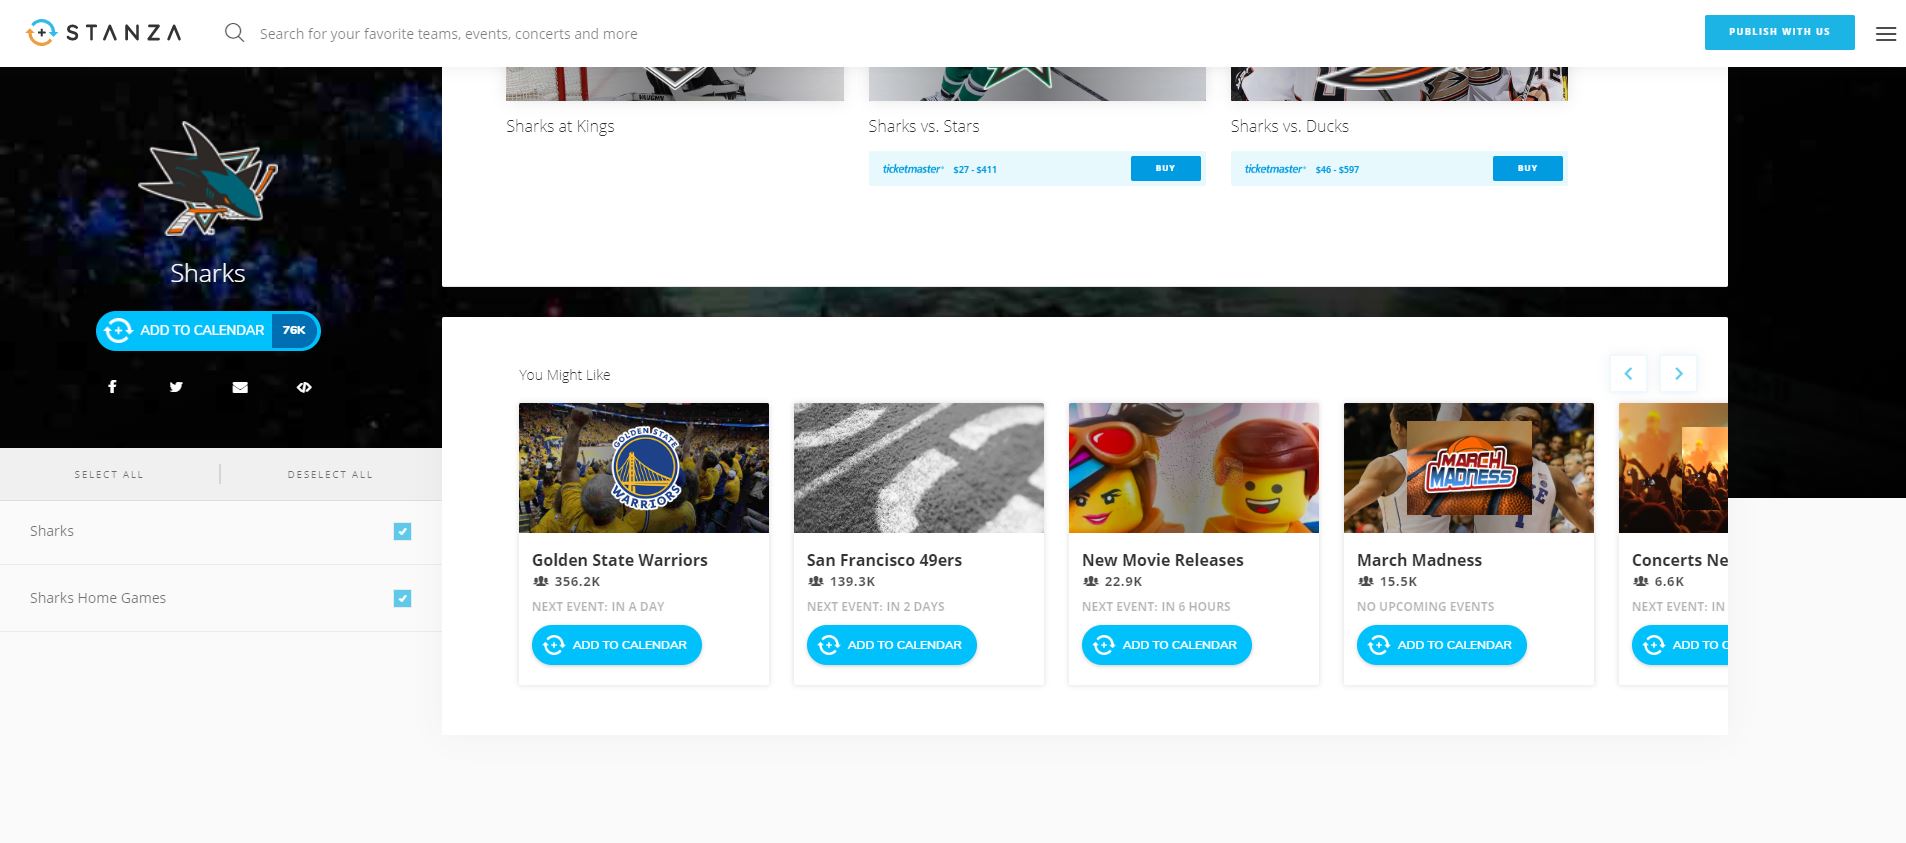 STANZA
Search for your favorite teams, events, concerts and more
PUBLISH WITH US
Sharks
ADD TO CALENDAR 76K
SELECT ALL
DESELECT ALL
Sharks
Sharks Home Games
Sharks at Kings
Sharks vs. Stars
Sharks vs. Ducks
ticketmaster $27 - $411 BUY
ticketmaster $46 - $597 BUY
You Might Like
GOLDEN STATE
WARRIORS
Golden State Warriors
356.2K
NEXT EVENT: IN A DAY
ADD TO CALENDAR
San Francisco 49ers
139.3K
NEXT EVENT: IN 2 DAYS
ADD TO CALENDAR
New Movie Releases
22.9K
NEXT EVENT: IN 6 HOURS
ADD TO CALENDAR
MARCH
MADNESS
March Madness
15.5K
NO UPCOMING EVENTS
ADD TO CALENDAR
Concerts Ne
6.6K
NEXT EVENT: IN
ADD TO C